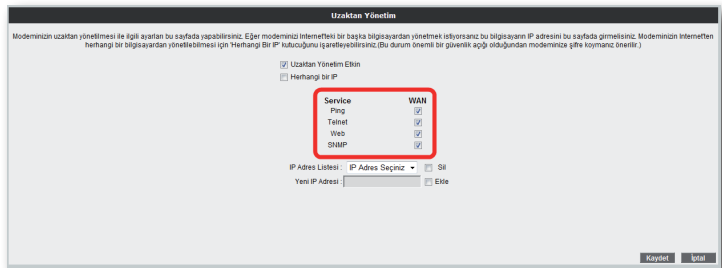 Uzaktan Yönetim
Modeminizin uzaktan yönetilmesi ile ilgili ayarları bu sayfada yapabilirsiniz. Eğer modeminizi Internetteki bir başka bilgisayardan yönetmek istiyorsanız bu bilgisayarın IP adresini bu sayfada girmelisiniz. Modeminizin Internetten
herhangi bir bilgisayardan yönetilebilmesi için 'Herhangi Bir IP' kutucuğunu işaretleyebilirsiniz.(Bu durum önemli bir güvenlik açığı olduğundan modeminize şifre koymanız önerilir.)
Uzaktan Yönetim Etkin
Herhangi bir IP
Service WAN
Ping
Telnet
Web
SNMP
IP Adres Listesi : IP Adres Seçiniz Sil
Yeni IP Adresi : Ekle
Kaydet İptal